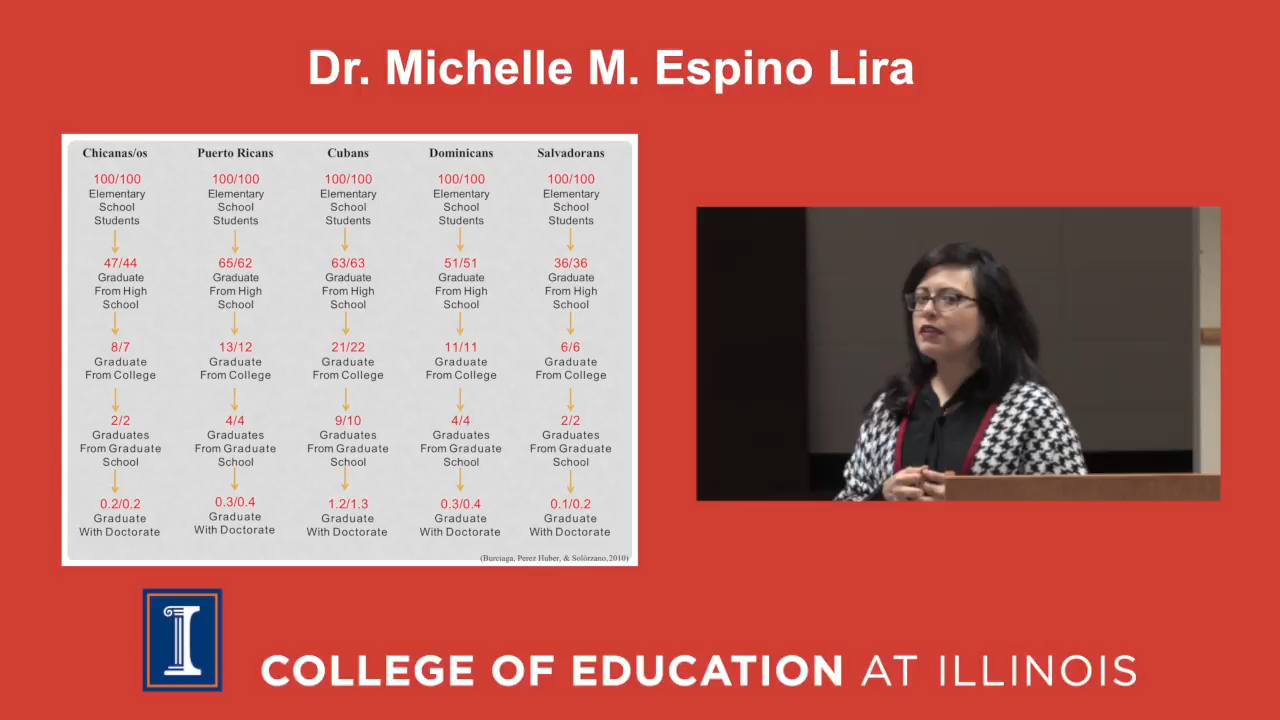 Dr. Michelle M. Espino Lira
Chicanas/os
100/100
Elementary
School
Students
47/44
Graduate
From High
School
8/7
Graduate
From College
2/2
Graduates
From Graduate
School
0.2/0.2
Graduate
With Doctorate
Puerto Ricans
100/100
Elementary
School
Students
65/62
Graduate
From High
School
13/12
Graduate
From College
4/4
Graduates
From Graduate
School
0.3/0.4
Graduate
With Doctorate
Cubans
100/100
Elementary
School
Students
63/63
Graduate
From High
School
21/22
Graduate
From College
9/10
Graduates
From Graduate
School
1.2/1.3
Graduate
With Doctorate
Dominicans
100/100
Elementary
School
Students
51/51
Graduate
From High
School
11/11
Graduate
From College
4/4
Graduates
From Graduate
School
0.3/0.4
Graduate
With Doctorate
Salvadorans
100/100
Elementary
School
Students
36/36
Graduate
From High
School
6/6
Graduate
From College
2/2
Graduates
From Graduate
School
0.1/0.2
Graduate
With Doctorate
(Burciaga, Perez Huber, & Solórzano, 2010)
I
COLLEGE OF EDUCATION AT ILLINOIS